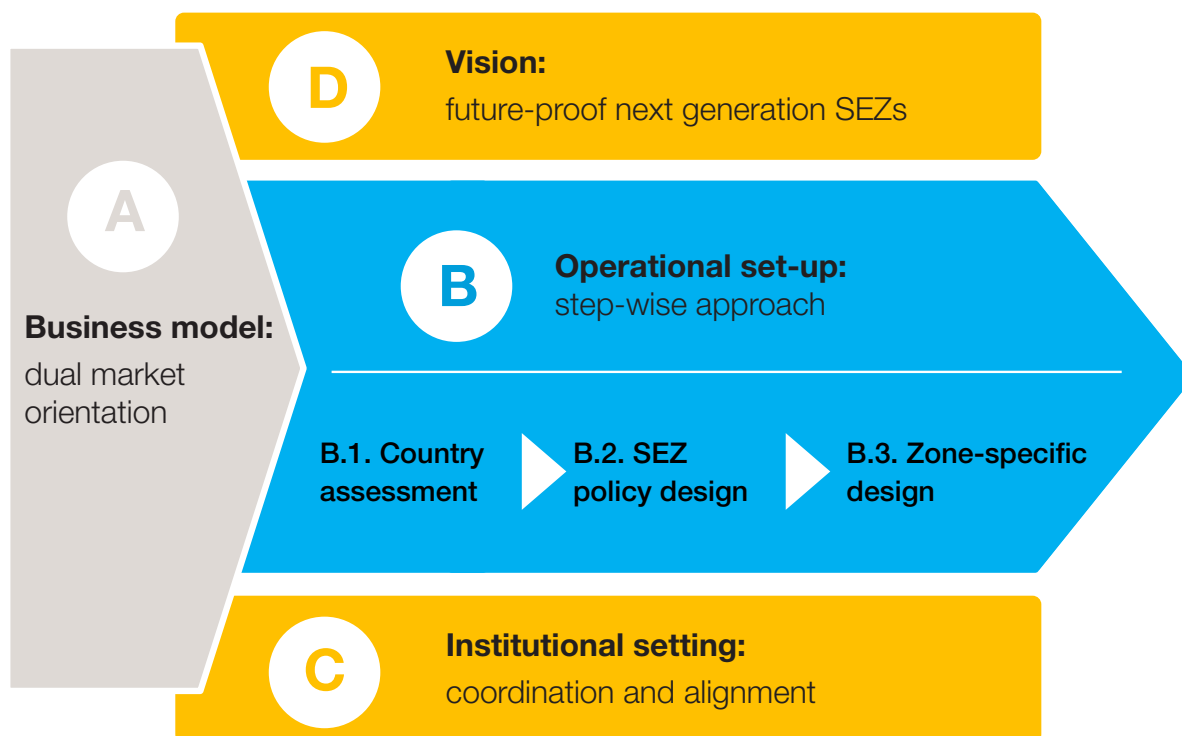 D
Vision:
future-proof next generation SEZs
A
Business model:
dual market
orientation
B
Operational set-up:
step-wise approach
B.1. Country
assessment
B.2. SEZ
policy design
B.3. Zone-specific
design
C
Institutional setting:
coordination and alignment